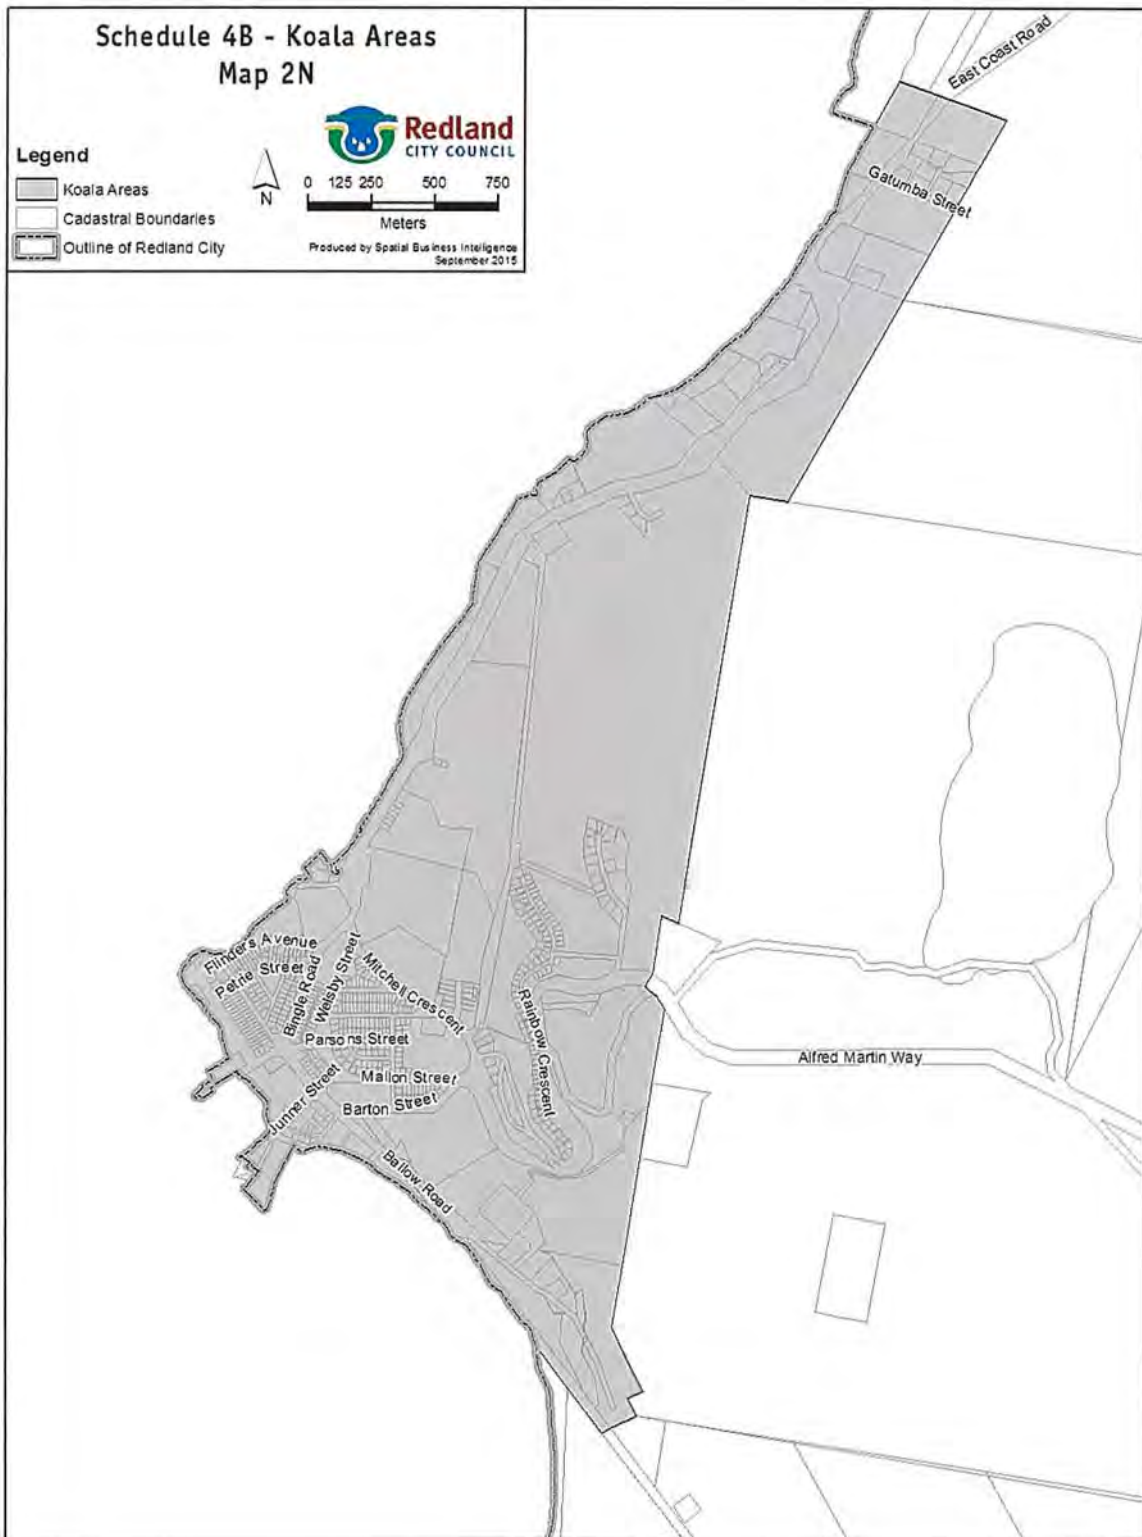 Schedule 4B - Koala Areas
Map 2N
Redland
CITY COUNCIL
Legend
Koala Areas
Cadastral Boundaries
Outline of Redland City
N
0 125 250 500 750
Meters
Produced by Spatial Business Intelligence
September 2015
East Coast Road
Gatumba Street
Flinders Avenue
Petrie Street
Bingle Road
Welsby Street
Mitchell Crescent
Rainbow Crescent
Parsons Street
Alfred Martin Way
Mallon Street
Junner Street
Barton Street
Ballow Road